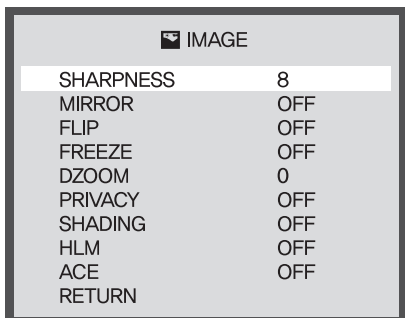 IMAGE
SHARPNESS 8
MIRROR OFF
FLIP OFF
FREEZE OFF
DZOOM 0
PRIVACY OFF
SHADING OFF
HLM OFF
ACE OFF
RETURN